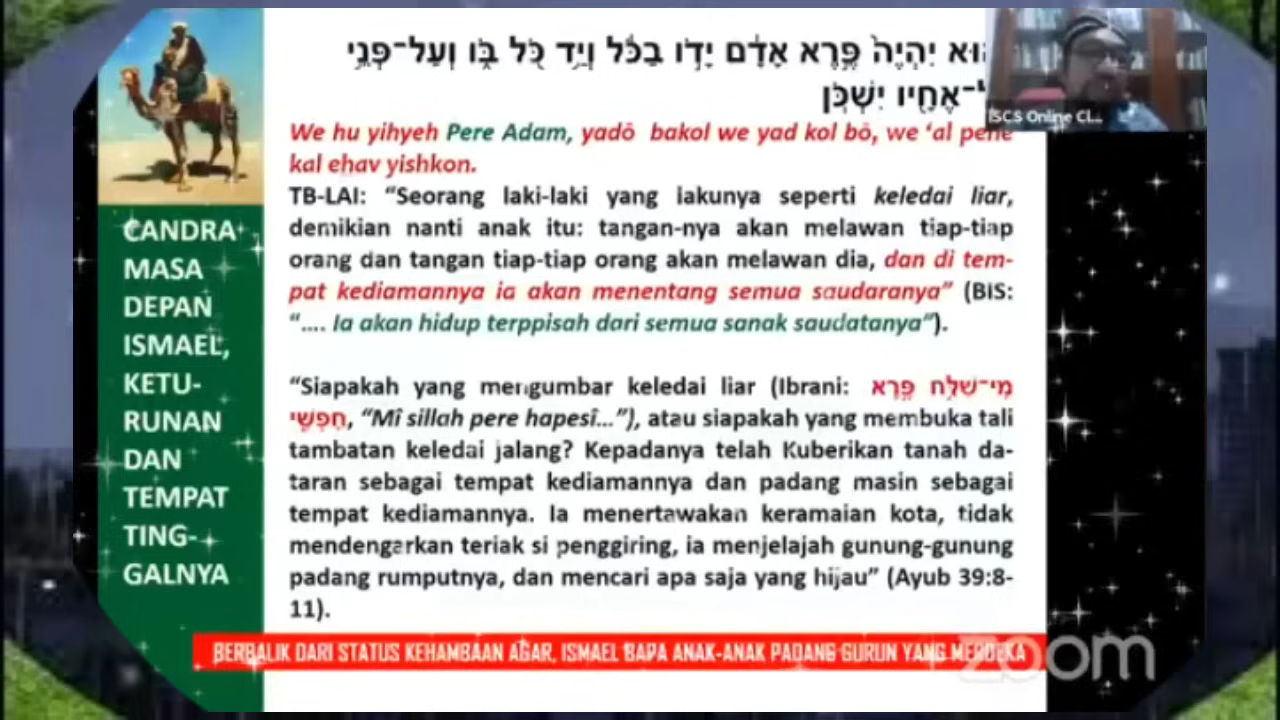 יִהְיֶה֙ פֶּ֣רֶא אָדָ֔ם יָד֣וֹ בַכֹּ֔ל וְיַ֥ד כֹּ֖ל בּ֑וֹ וְעַל־פְּנֵ֥י
אֶחָ֖יו יִשְׁכֹּֽן
ISCS Online Cl...
We hu yihyeh Pere Adam, yadō bakol we yad kol bō, we ‘al pene
kal ehav yishkon.
TB-LAI: “Seorang laki-laki yang lakunya seperti keledai liar,
demikian nanti anak itu: tangan-nya akan melawan tiap-tiap
orang dan tangan tiap-tiap orang akan melawan dia, dan di tem-
pat kediamannya ia akan menentang semua saudaranya” (BIS:
“.... Ia akan hidup terppisah dari semua sanak saudatanya”).
“Siapakah yang mengumbar keledai liar (Ibrani: מִֽי־שִׁלַּ֣ח פֶּ֣רֶא
חָפְשִׁ֑י, “Mî sillah pere hapesî...”), atau siapakah yang membuka tali
tambatan keledai jalang? Kepadanya telah Kuberikan tanah da-
taran sebagai tempat kediamannya dan padang masin sebagai
tempat kediamannya. Ia menertawakan keramaian kota, tidak
mendengarkan teriak si penggiring, ia menjelajah gunung-gunung
padang rumputnya, dan mencari apa saja yang hijau” (Ayub 39:8-
11).
CANDRA
MASA
DEPAN
ISMAEL,
KETU-
RUNAN
DAN
TEMPAT
TING-
GALNYA
BERBALIK DARI STATUS KEHAMBAAN AGAR, ISMAEL BAPA ANAK-ANAK PADANG GURUN YANG MERDEKA
zoom